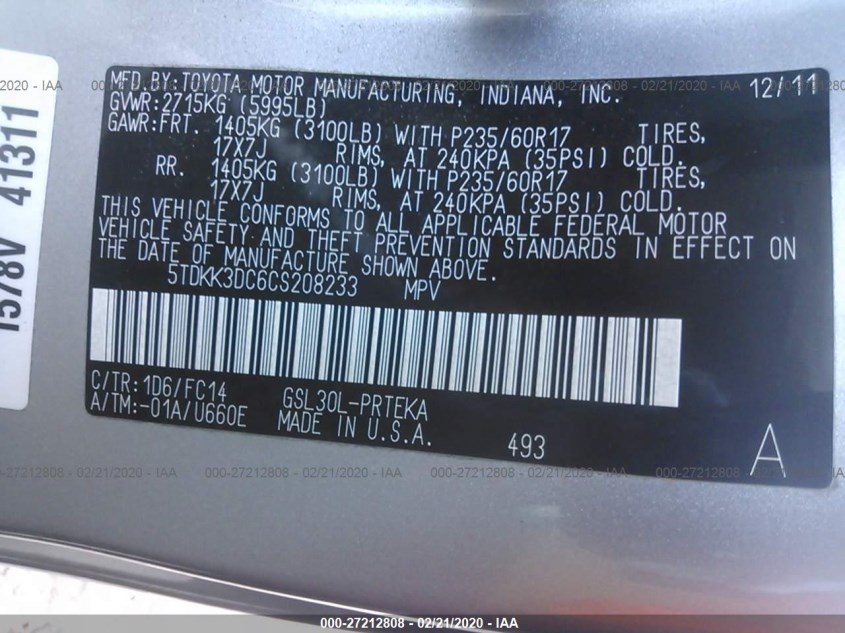 MFD.BY:TOYOTA MOTOR MANUFACTURING, INDIANA, INC. 12/11
GVWR:2715KG (5995LB)
GAWR:FRT. 1405KG (3100LB) WITH P235/60R17 TIRES,
17X7J RIMS, AT 240KPA (35PSI) COLD.
RR. 1405KG (3100LB) WITH P235/60R17 TIRES,
17X7J RIMS, AT 240KPA (35PSI) COLD.
THIS VEHICLE CONFORMS TO ALL APPLICABLE FEDERAL MOTOR
VEHICLE SAFETY AND THEFT PREVENTION STANDARDS IN EFFECT ON
THE DATE OF MANUFACTURE SHOWN ABOVE.
5TDKK3DC6CS208233 MPV
C/TR:1D6/FC14 GSL30L-PRTEKA
A/TM:-01A/U660E MADE IN U.S.A. 493 A
1578V 41311
000-27212808 - 02/21/2020 - IAA